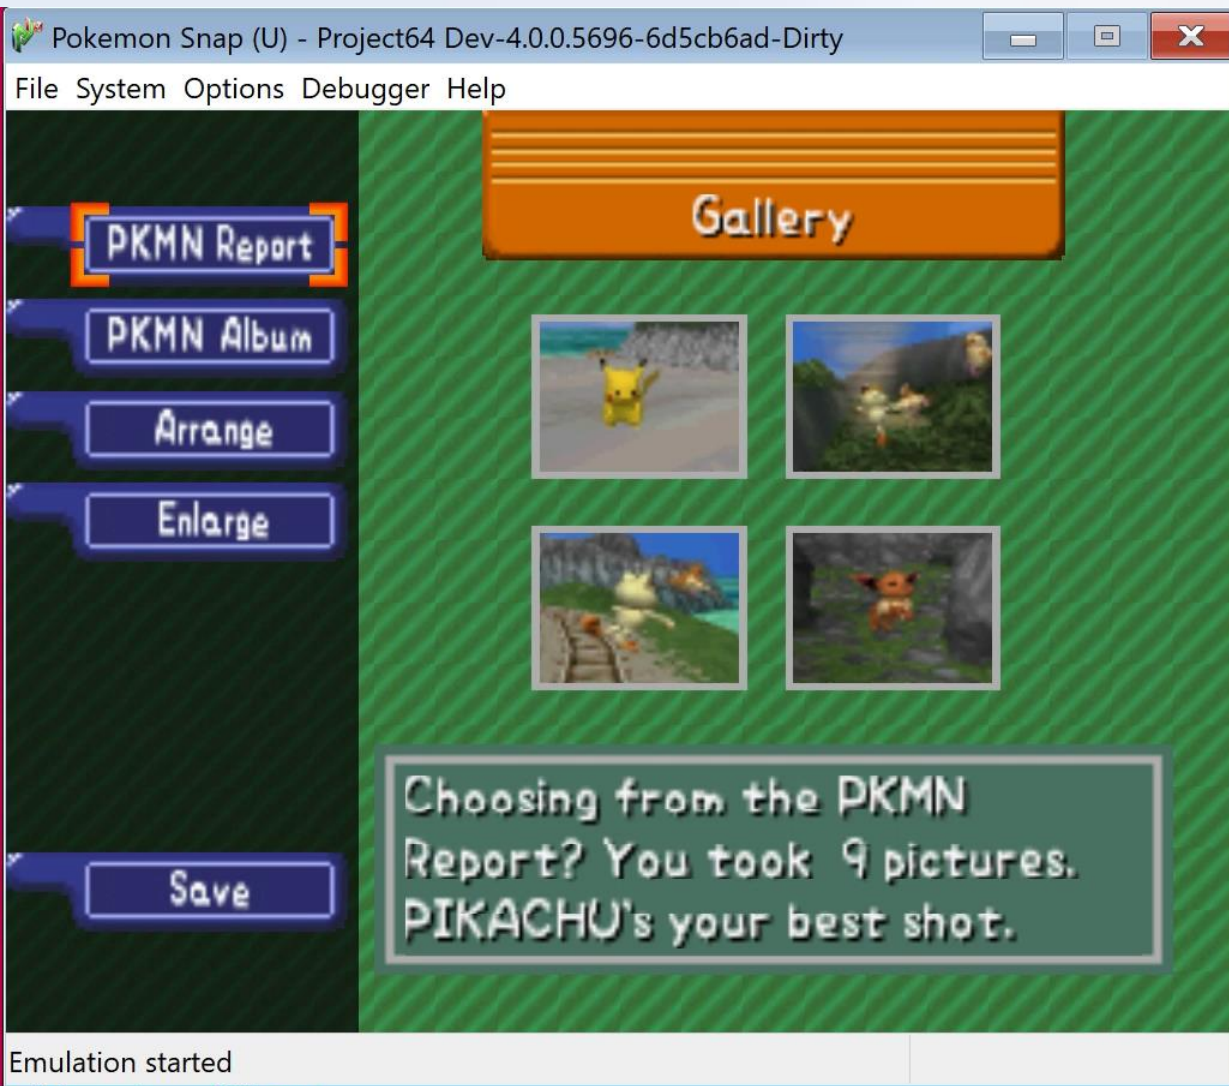 Pokemon Snap (U) - Project64 Dev-4.0.0.5696-6d5cb6ad-Dirty
File System Options Debugger Help
Gallery
PKMN Report
PKMN Album
Arrange
Enlarge
Save
Choosing from the PKMN
Report? You took 9 pictures.
PIKACHU's your best shot.
Emulation started